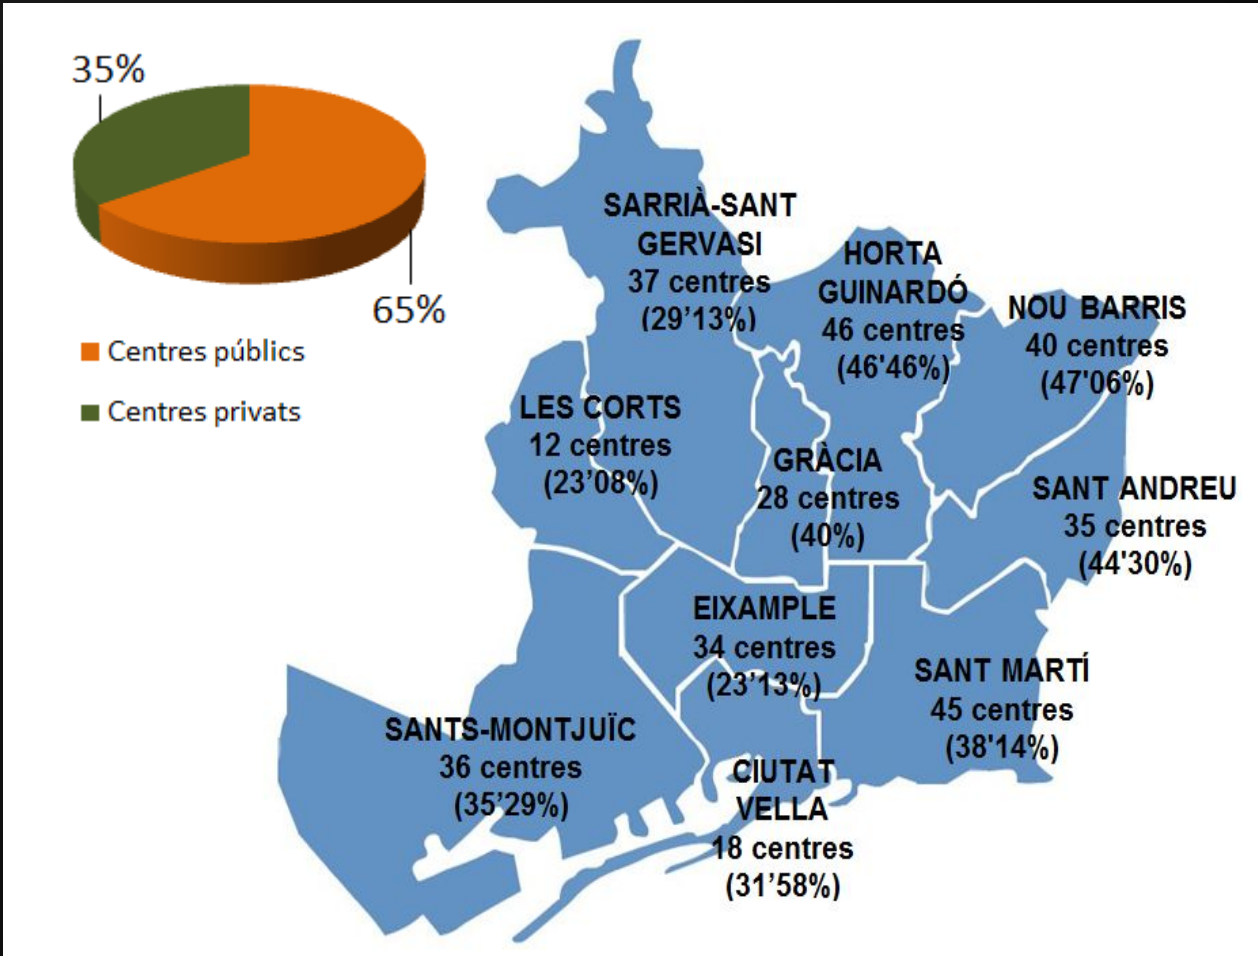 35%
65%
Centres públics
Centres privats
SARRIÀ-SANT
GERVASI
37 centres
(29’13%)
HORTA
GUINARDÓ
46 centres
(46'46%)
NOU BARRIS
40 centres
(47'06%)
LES CORTS
12 centres
(23’08%)
GRÀCIA
28 centres
(40%)
SANT ANDREU
35 centres
(44'30%)
EIXAMPLE
34 centres
(23'13%)
SANT MARTÍ
45 centres
(38'14%)
SANTS-MONTJUÏC
36 centres
(35’29%)
CIUTAT
VELLA
18 centres
(31’58%)